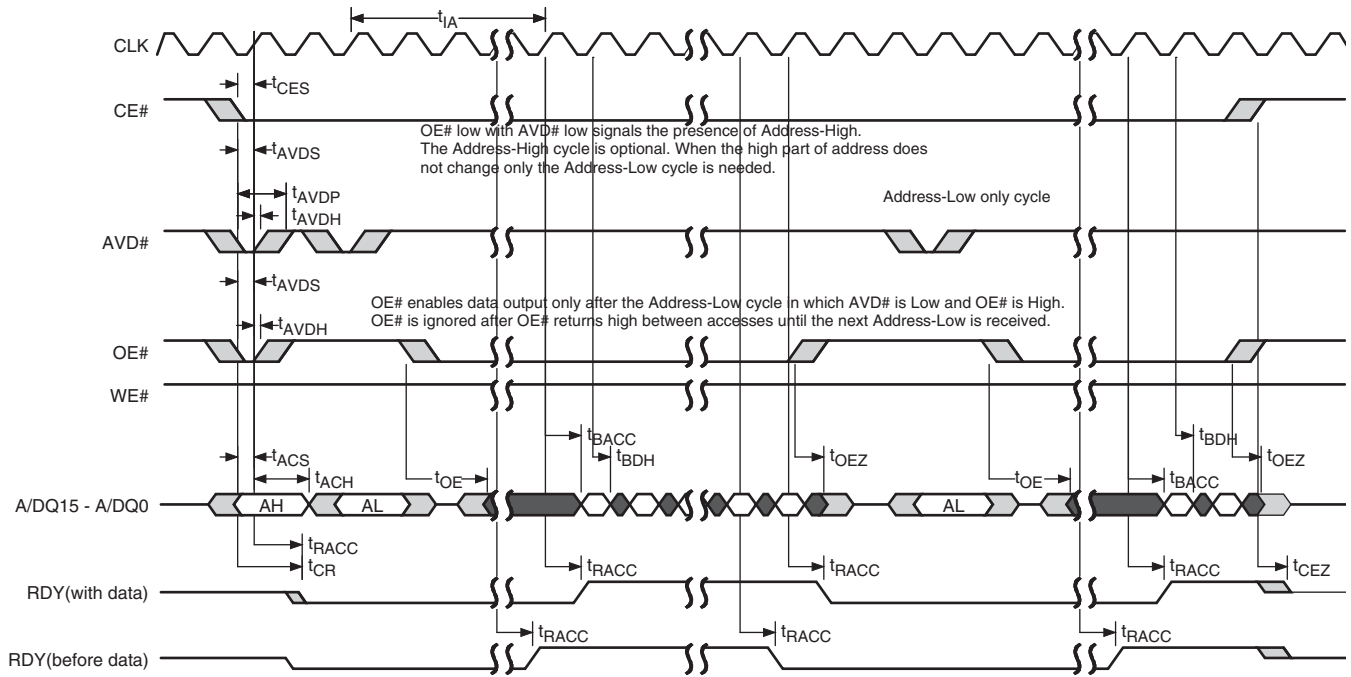 tIA
CLK
tCES
CE#
OE# low with AVD# low signals the presence of Address-High.
The Address-High cycle is optional. When the high part of address does
not change only the Address-Low cycle is needed.
tAVDS
tAVDP
Address-Low only cycle
tAVDH
AVD#
tAVDS
OE# enables data output only after the Address-Low cycle in which AVD# is Low and OE# is High.
OE# is ignored after OE# returns high between accesses until the next Address-Low is received.
tAVDH
OE#
WE#
tBACC
tBDH
tACS
tBDH
tOEZ
tOEZ
tACH
tOE
tOE
tBACC
A/DQ15 - A/DQ0
AH
AL
AL
tRACC
tCR
tRACC
tRACC
tRACC
tCEZ
RDY(with data)
tRACC
tRACC
tRACC
RDY(before data)